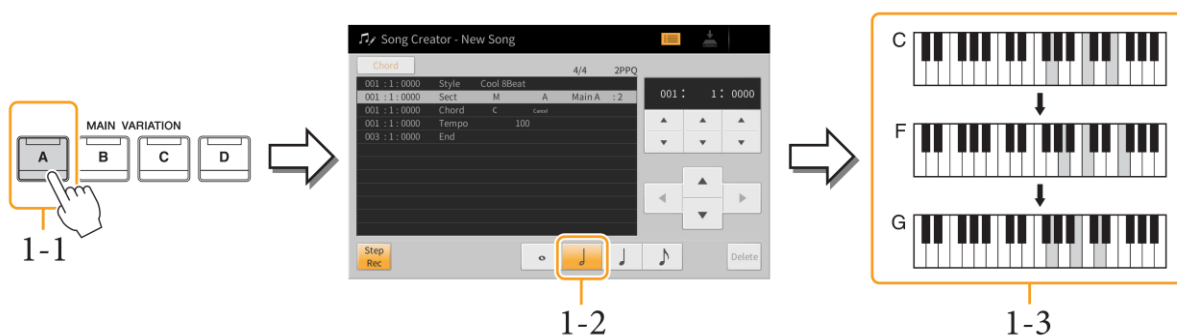 MAIN VARIATION
A B C D
1-1
Song Creator - New Song
Chord 4/4 2PPQ
001 : 1 : 0000 Style Cool 8Beat
001 : 1 : 0000 Sect M A Main A : 2
001 : 1 : 0000 Chord C Cancel
001 : 1 : 0000 Tempo 100
003 : 1 : 0000 End
001 : 1 : 0000
Step
Rec
Delete
1-2
C
F
G
1-3